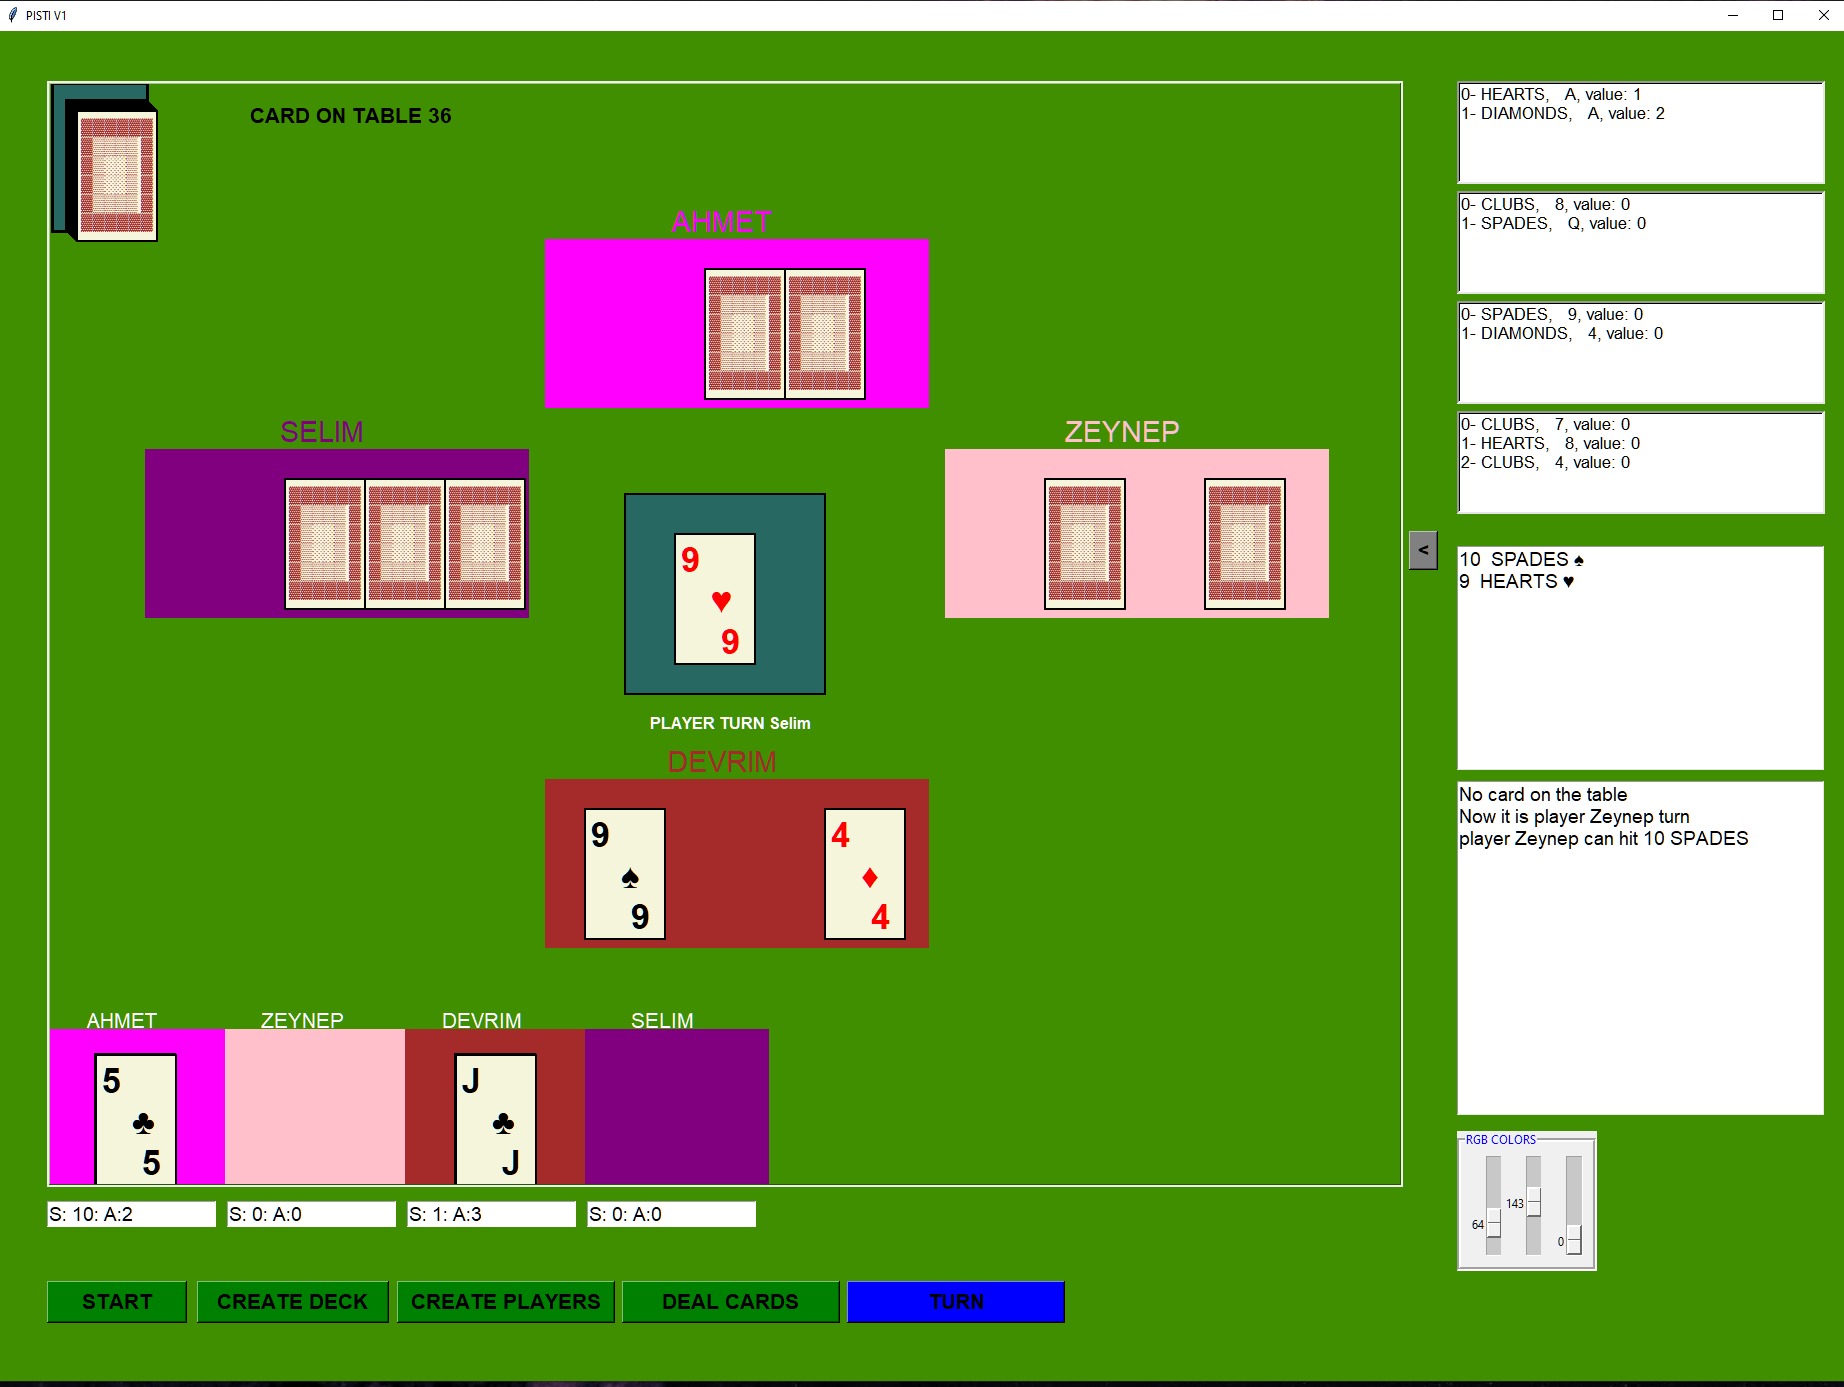 PISTI V1
CARD ON TABLE 36
AHMET
SELIM
ZEYNEP
9
♥
9
PLAYER TURN Selim
DEVRIM
9
♠
9
4
♦
4
AHMET
ZEYNEP
DEVRIM
SELIM
5
♣
5
J
♣
J
S: 10: A:2
S: 0: A:0
S: 1: A:3
S: 0: A:0
START
CREATE DECK
CREATE PLAYERS
DEAL CARDS
TURN
0- HEARTS, A, value: 1
1- DIAMONDS, A, value: 2
0- CLUBS, 8, value: 0
1- SPADES, Q, value: 0
0- SPADES, 9, value: 0
1- DIAMONDS, 4, value: 0
0- CLUBS, 7, value: 0
1- HEARTS, 8, value: 0
2- CLUBS, 4, value: 0
<
10 SPADES ♠
9 HEARTS ♥
No card on the table
Now it is player Zeynep turn
player Zeynep can hit 10 SPADES
RGB COLORS
64
143
0